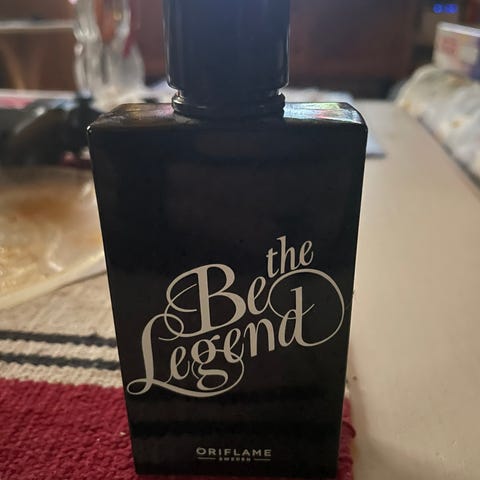 Be the
Legend
ORIFLAME
SWEDEN